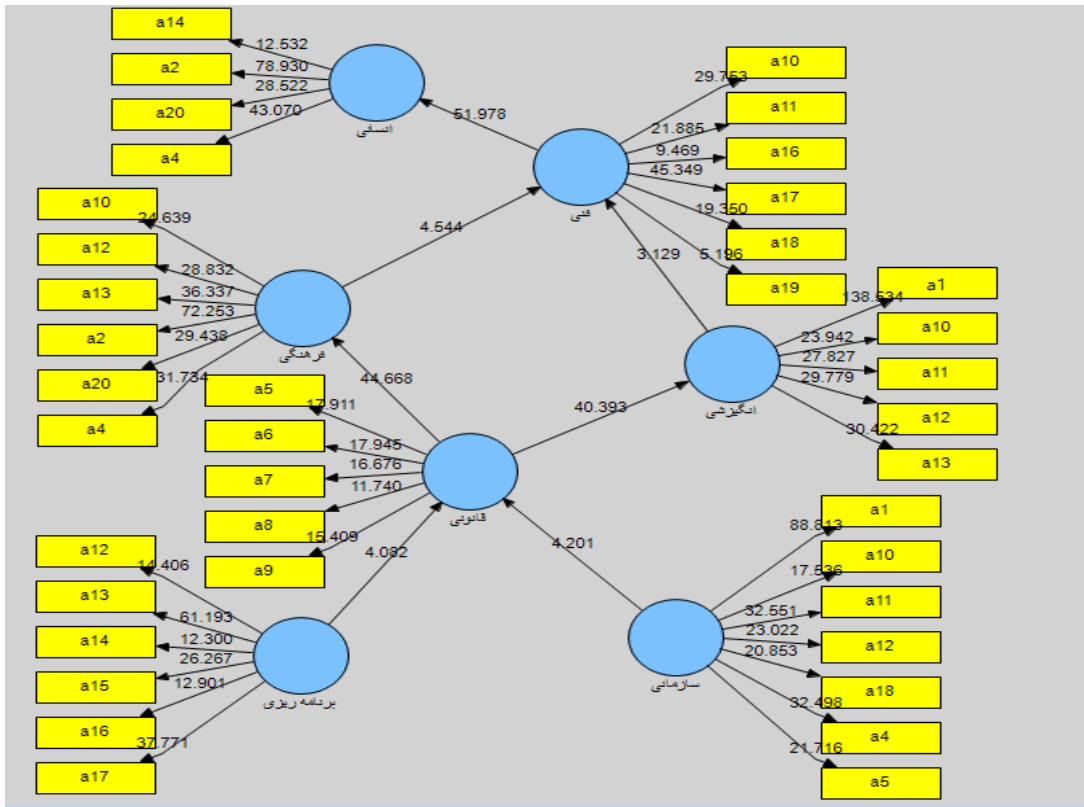 a14
a2
a20
a4
12.532
78.930
28.522
43.070
انسانی
51.978
a10
a11
a16
a17
a18
a19
29.753
21.885
9.469
45.349
19.350
5.196
فنی
4.544
3.129
a10
a12
a13
a2
a20
a4
24.639
28.832
36.337
72.253
29.438
31.734
فرهنگی
44.668
a1
a10
a11
a12
a13
138.534
23.942
27.827
29.779
30.422
انگیزشی
40.393
a5
a6
a7
a8
a9
17.911
17.945
16.676
11.740
15.409
قانونی
4.082
4.201
a12
a13
a14
a15
a16
a17
14.406
61.193
12.300
26.267
12.901
37.771
برنامه ریزی
a1
a10
a11
a12
a18
a4
a5
88.813
17.536
32.551
23.022
20.853
32.498
21.716
سازمانی